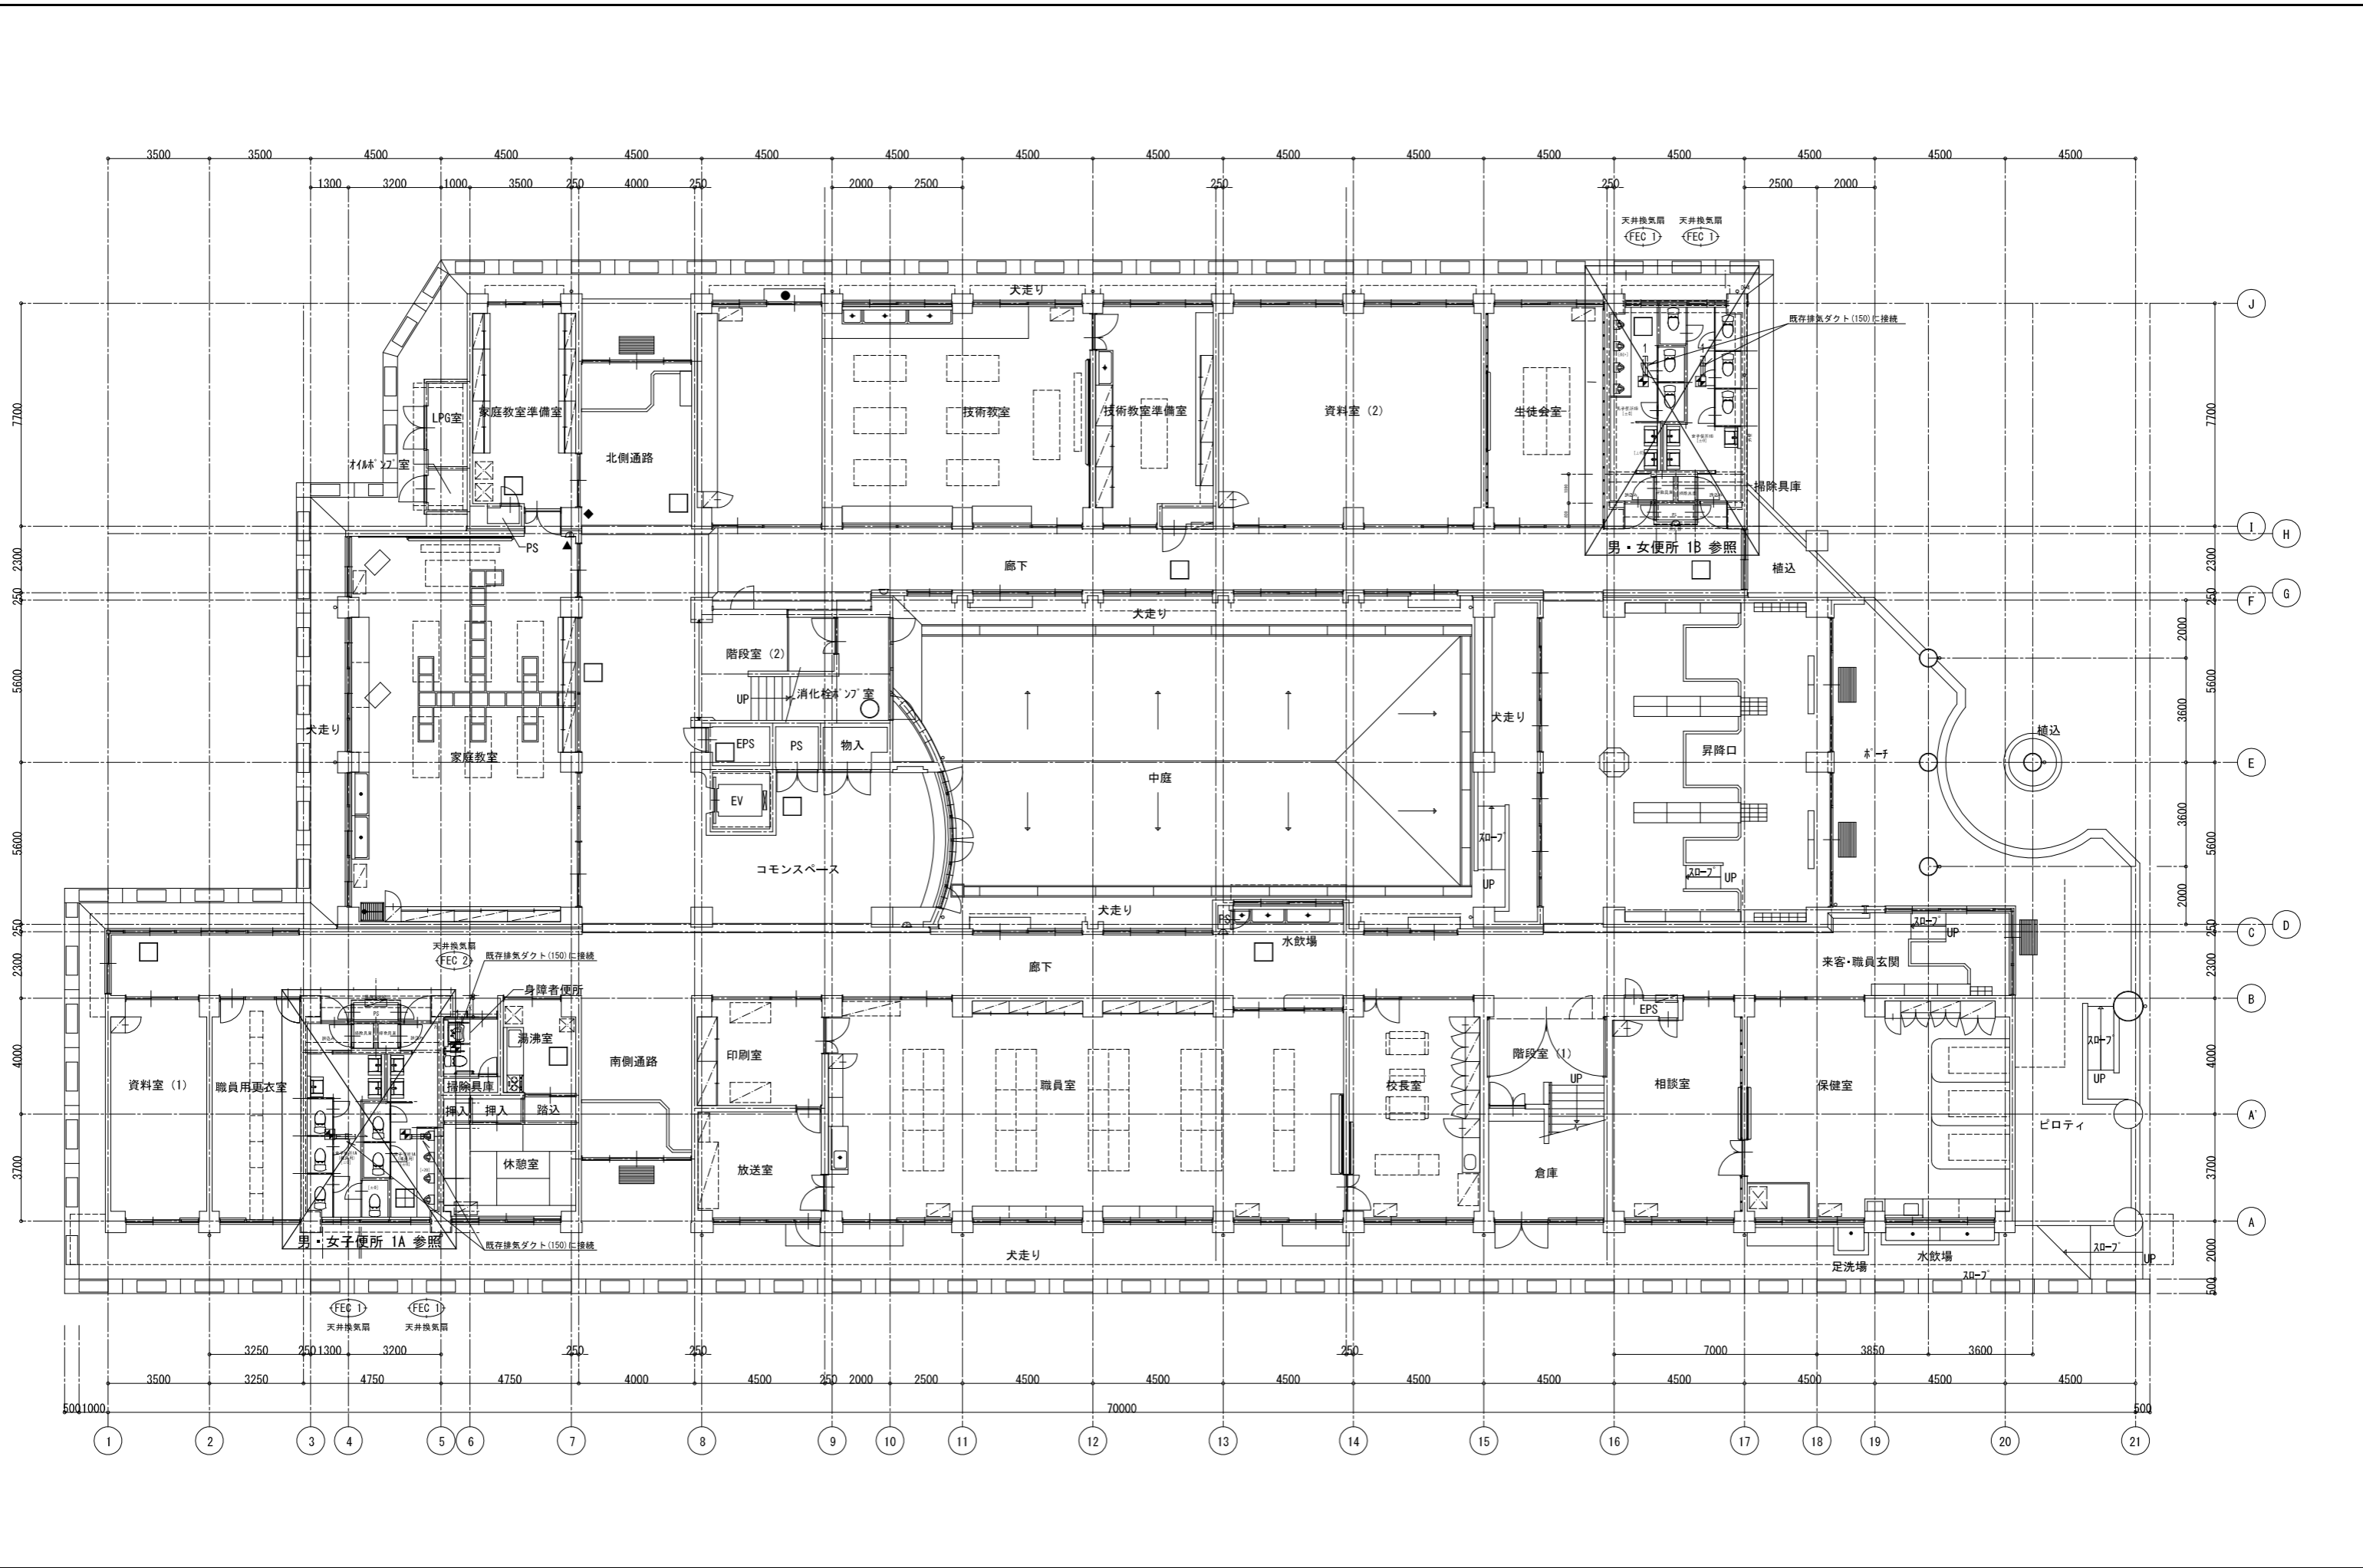 3500 3500 4500 4500 4500 4500 4500 4500 4500 4500 4500 4500 4500 4500 4500 4500
1300 3200 1000 3500 250 4000 250 2000 2500 250 250 2500 2000
天井換気扇 天井換気扇
FEC 1 FEC 1
犬走り
J
既存排気ダクト(150)に接続
7700
LPG室
家庭教室準備室
技術教室
技術教室準備室
資料室(2)
生徒会室
7700
オイルポンプ室
北側通路
掃除具庫
PS
男・女便所 1B 参照
I
H
2300
廊下
植込
2300
250
犬走り
250
F
G
2000
階段室(2)
5600
UP
消化栓ポンプ室
犬走り
5600
3600
犬走り
EPS
PS
物入
昇降口
ポーチ
植込
家庭教室
中庭
E
EV
3600
5600
スロープ
5600
コモンスペース
スロープ
UP
UP
2000
犬走り
PS
スロープ
UP
250
水飲場
250
C
D
天井換気扇
FEC 2
既存排気ダクト(150)に接続
2300
廊下
来客・職員玄関
2300
身障者便所
B
PS
EPS
湯沸室
スロープ
4000
資料室(1)
職員用更衣室
掃除具庫
南側通路
印刷室
職員室
校長室
階段室(1)
UP
相談室
保健室
UP
4000
押入
押入
踏込
A'
ピロティ
3700
休憩室
放送室
倉庫
3700
A
男・女子便所 1A 参照
既存排気ダクト(150)に接続
犬走り
足洗場
水飲場
スロープ
スロープ
UP
2000
500
FEC 1 FEC 1
天井換気扇 天井換気扇
3250 250 1300 3200 250 250 250 7000 3850 3600
3500 3250 4750 4750 4000 4500 250 2000 2500 4500 4500 4500 4500 4500 4500 4500 4500 4500
500 1000 70000 500
1 2 3 4 5 6 7 8 9 10 11 12 13 14 15 16 17 18 19 20 21